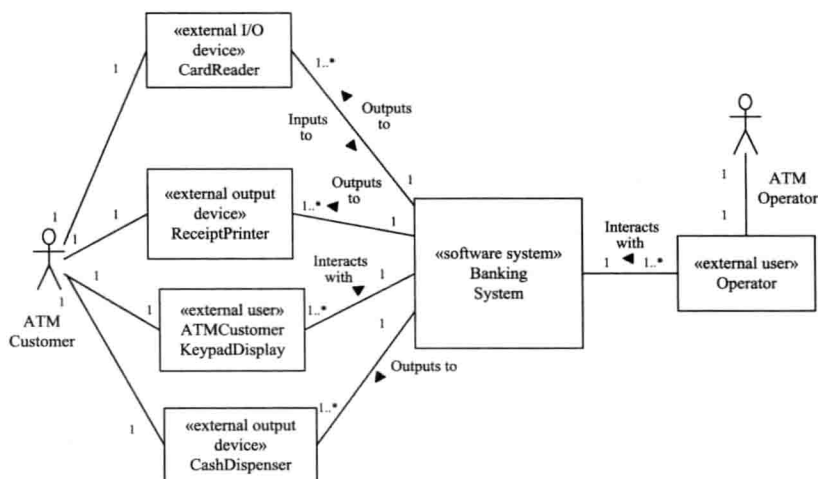 «external I/O
device»
CardReader
1
1..*
Outputs
to
Inputs
to
1
«external output
device»
ReceiptPrinter
1
1
1
1..*
Outputs
to
1
ATM
Customer
1
1
1
«external user»
ATMCustomer
KeypadDisplay
1..*
Interacts
with
1
«software system»
Banking
System
1
Outputs to
1
«external output
device»
CashDispenser
1..*
Interacts
with
1
1..*
«external user»
Operator
1
1
ATM
Operator